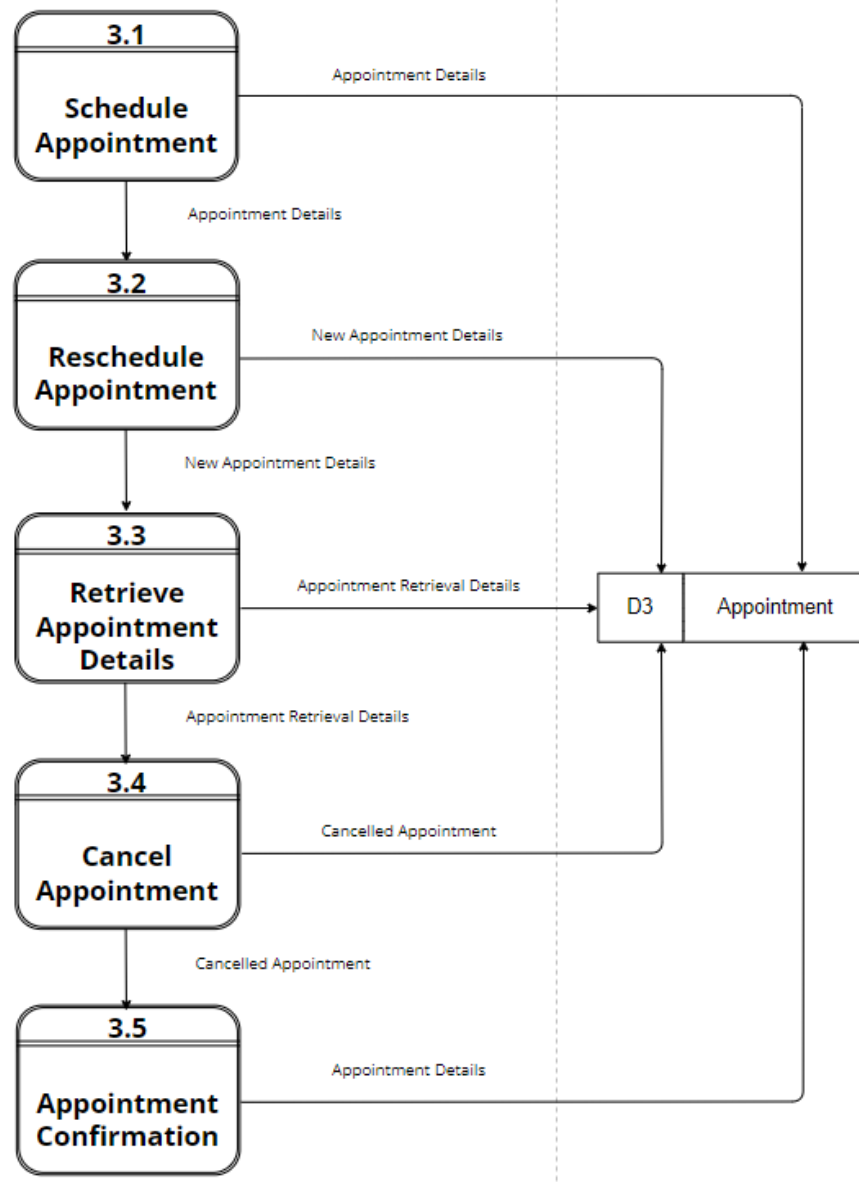 3.1
Appointment Details
Schedule
Appointment
Appointment Details
3.2
New Appointment Details
Reschedule
Appointment
New Appointment Details
3.3
Appointment Retrieval Details
Retrieve
Appointment
Details
D3
Appointment
Appointment Retrieval Details
3.4
Cancelled Appointment
Cancel
Appointment
Cancelled Appointment
3.5
Appointment Details
Appointment
Confirmation